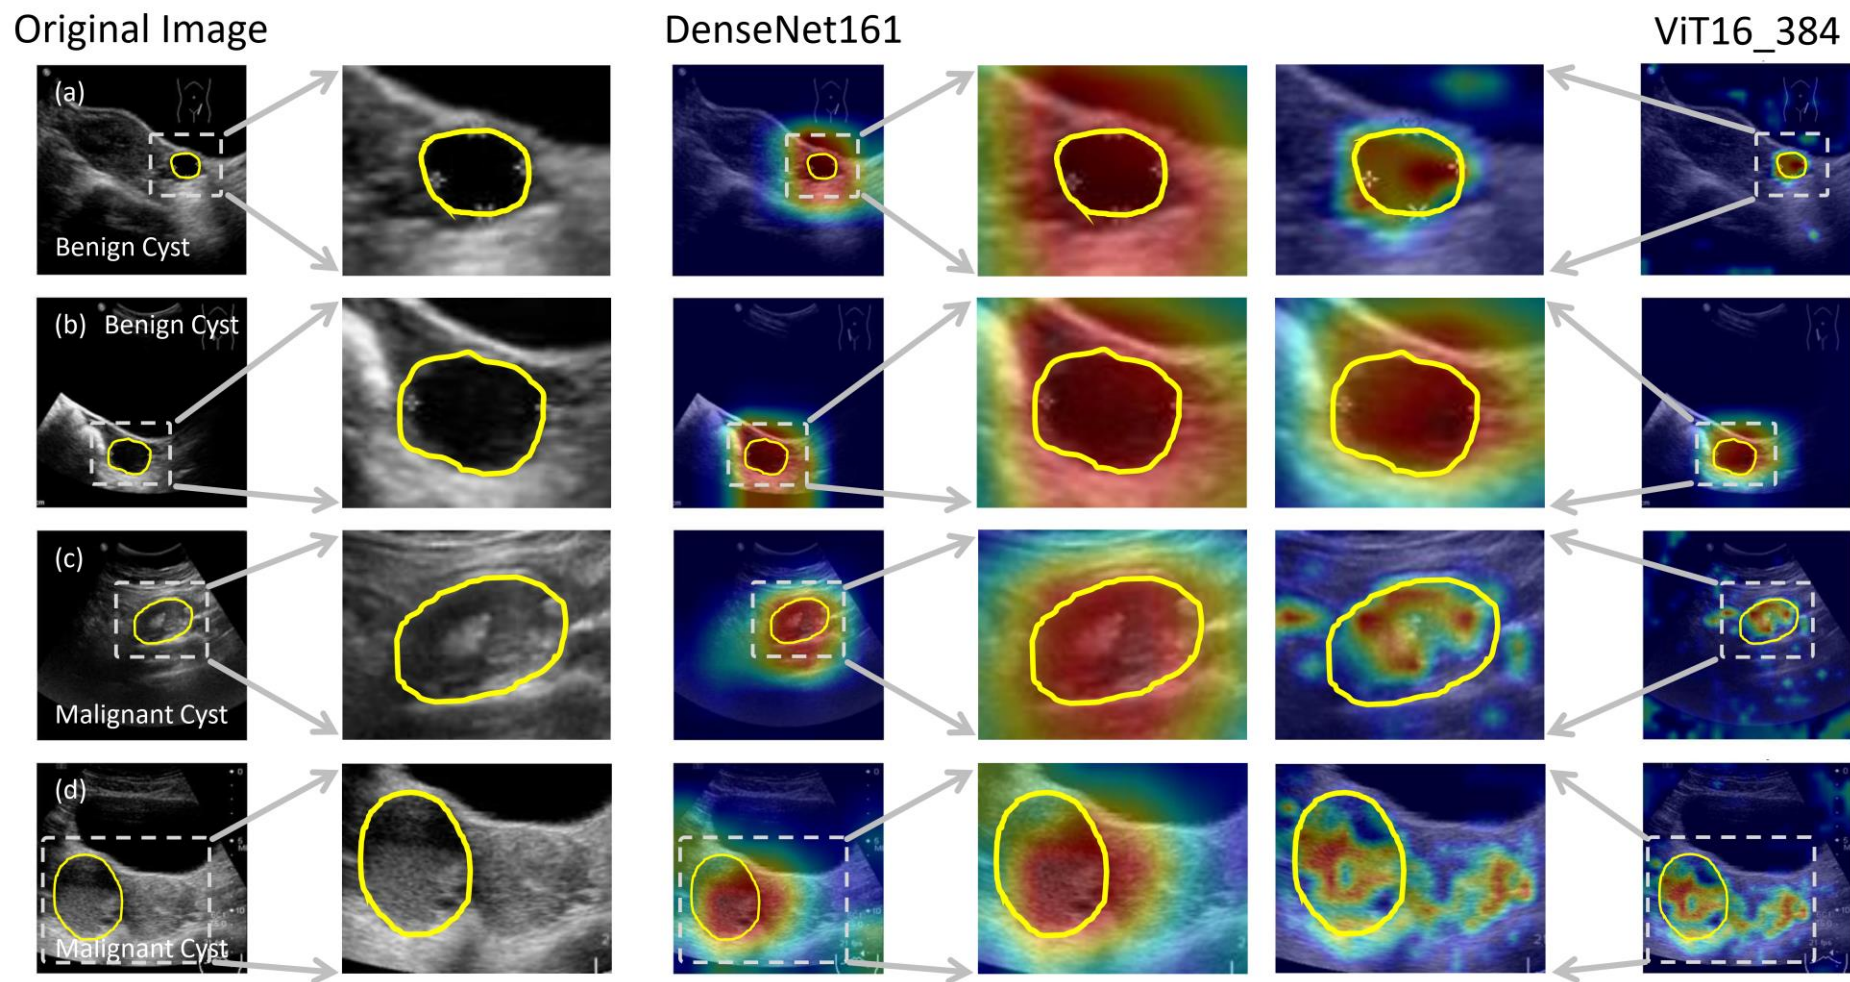 Original Image
DenseNet161
ViT16_384
(a)
Benign Cyst
(b) Benign Cyst
(c)
Malignant Cyst
(d)
Malignant Cyst